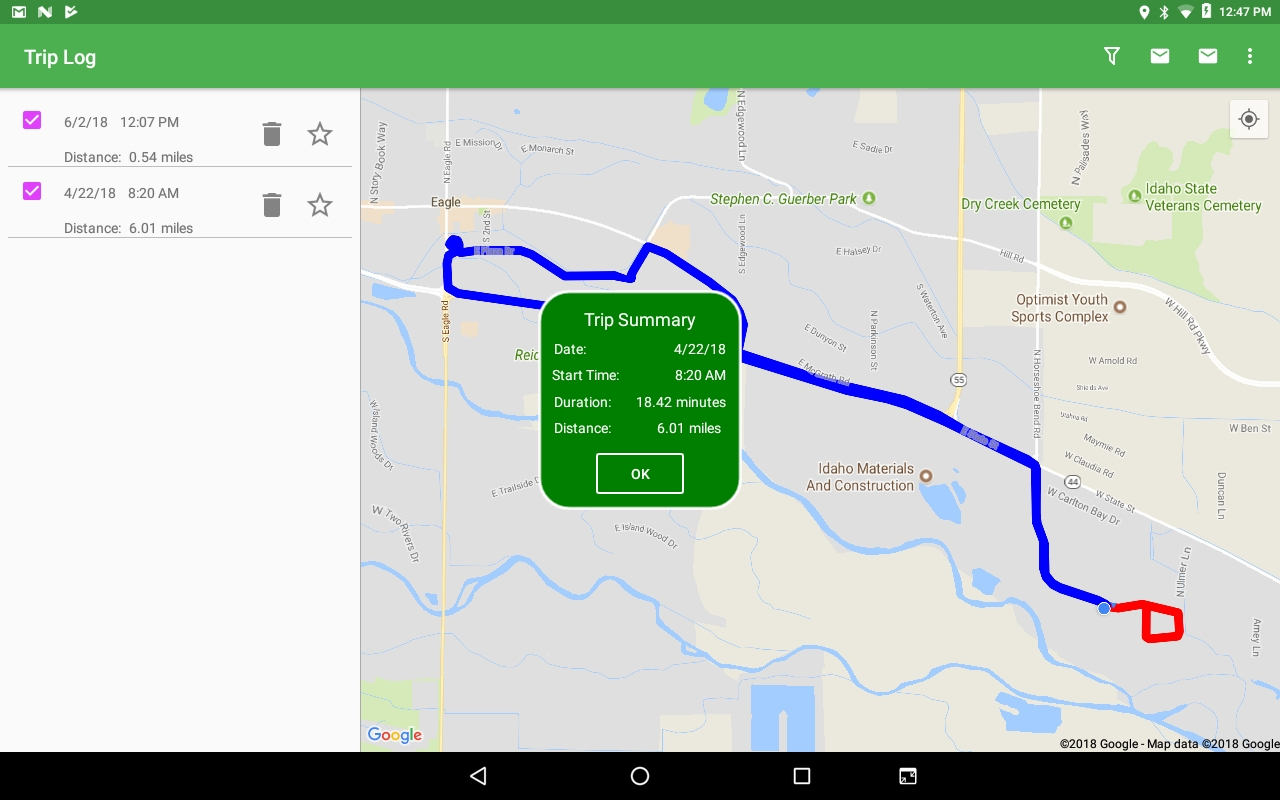 12:47 PM
Trip Log
6/2/18 12:07 PM
Distance: 0.54 miles
4/22/18 8:20 AM
Distance: 6.01 miles
N Story Book Way
N Eagle Rd
E Mission Dr
E Monarch St
N Edgewood Ln
E Sadie Dr
N Palisades Way
Stephen C. Guerber Park
Dry Creek Cemetery
Idaho State
Veterans Cemetery
Eagle
S 2nd St
S Edgewood Ln
E Halsey Dr
Hill Rd
Optimist Youth
Sports Complex
W Hill Rd Pkwy
S Eagle Rd
S Waterton Ave
N Parkinson St
E Dunyon St
E McGrath Rd
W Arnold Rd
Shields Ave
55
N Horseshoe Bend Rd
W Ben St
Maymie Rd
W Claudia Rd
44
W State St
W Carlton Bay Dr
Duncan Ln
Idaho Materials
And Construction
W Island Woods Dr
W Two Rivers Dr
E Trailside
E Island Wood Dr
N Ulmer Ln
Arney Ln
Reid
Trip Summary
Date: 4/22/18
Start Time: 8:20 AM
Duration: 18.42 minutes
Distance: 6.01 miles
OK
Google
©2018 Google - Map data ©2018 Google